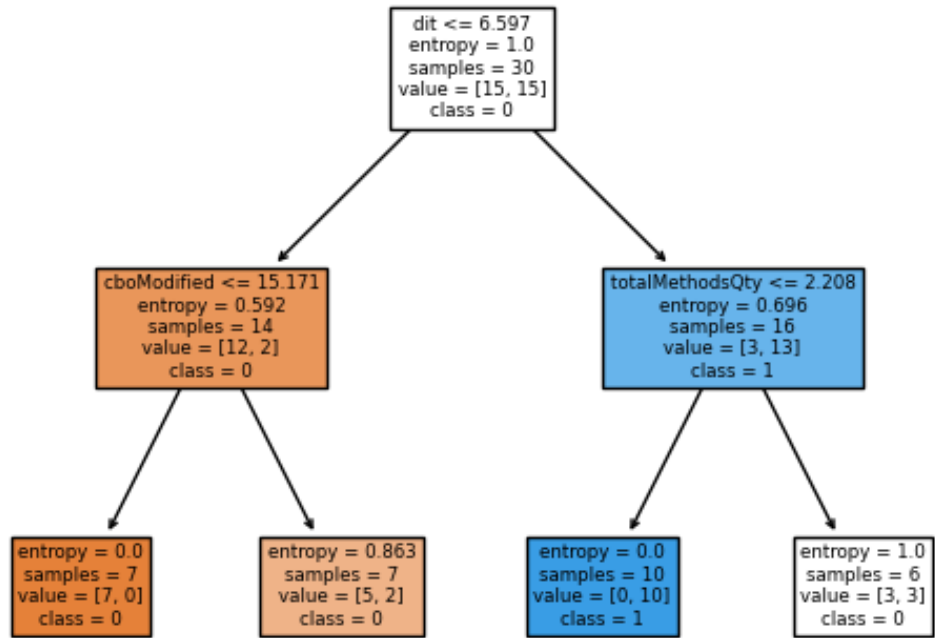 dit <= 6.597
entropy = 1.0
samples = 30
value = [15, 15]
class = 0
cboModified <= 15.171
entropy = 0.592
samples = 14
value = [12, 2]
class = 0
totalMethodsQty <= 2.208
entropy = 0.696
samples = 16
value = [3, 13]
class = 1
entropy = 0.0
samples = 7
value = [7, 0]
class = 0
entropy = 0.863
samples = 7
value = [5, 2]
class = 0
entropy = 0.0
samples = 10
value = [0, 10]
class = 1
entropy = 1.0
samples = 6
value = [3, 3]
class = 0